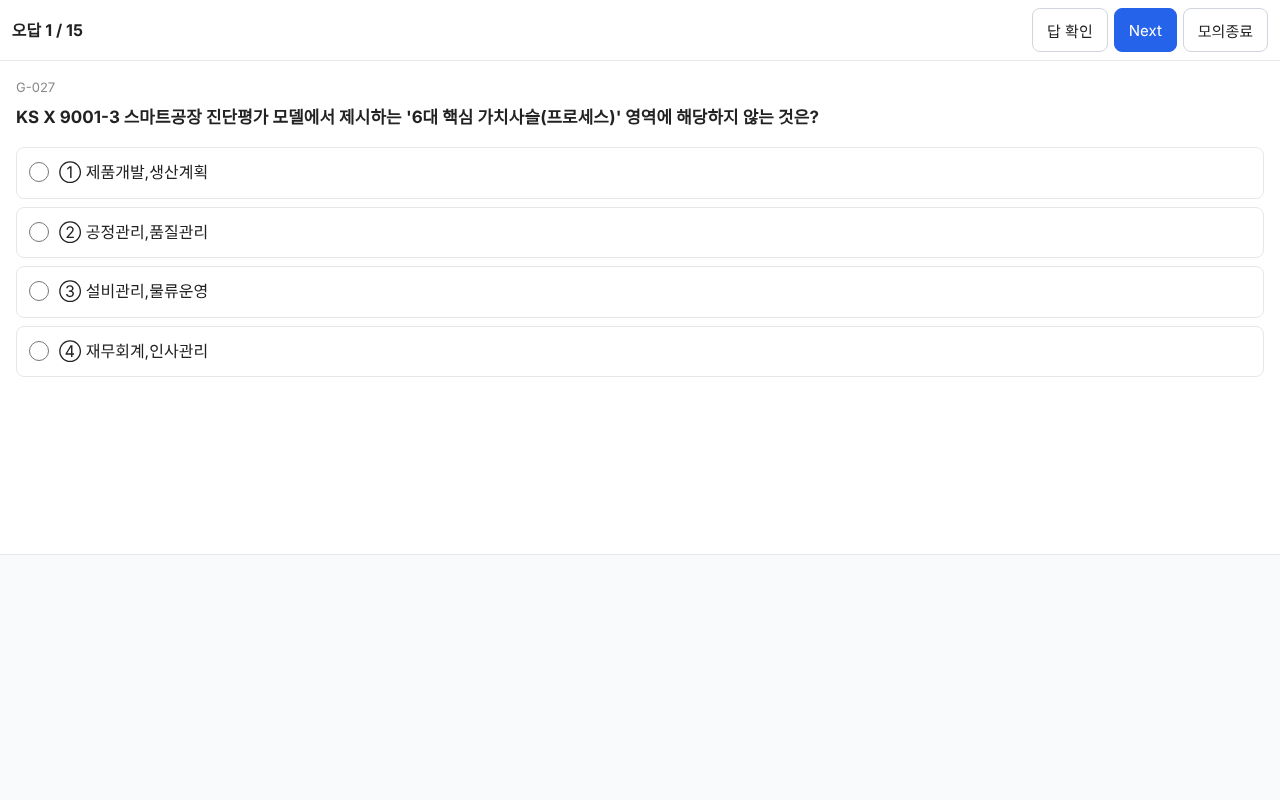 오답 1 / 15
답 확인
Next
모의종료
G-027
KS X 9001-3 스마트공장 진단평가 모델에서 제시하는 '6대 핵심 가치사슬(프로세스)' 영역에 해당하지 않는 것은?
① 제품개발,생산계획
② 공정관리,품질관리
③ 설비관리,물류운영
④ 재무회계,인사관리